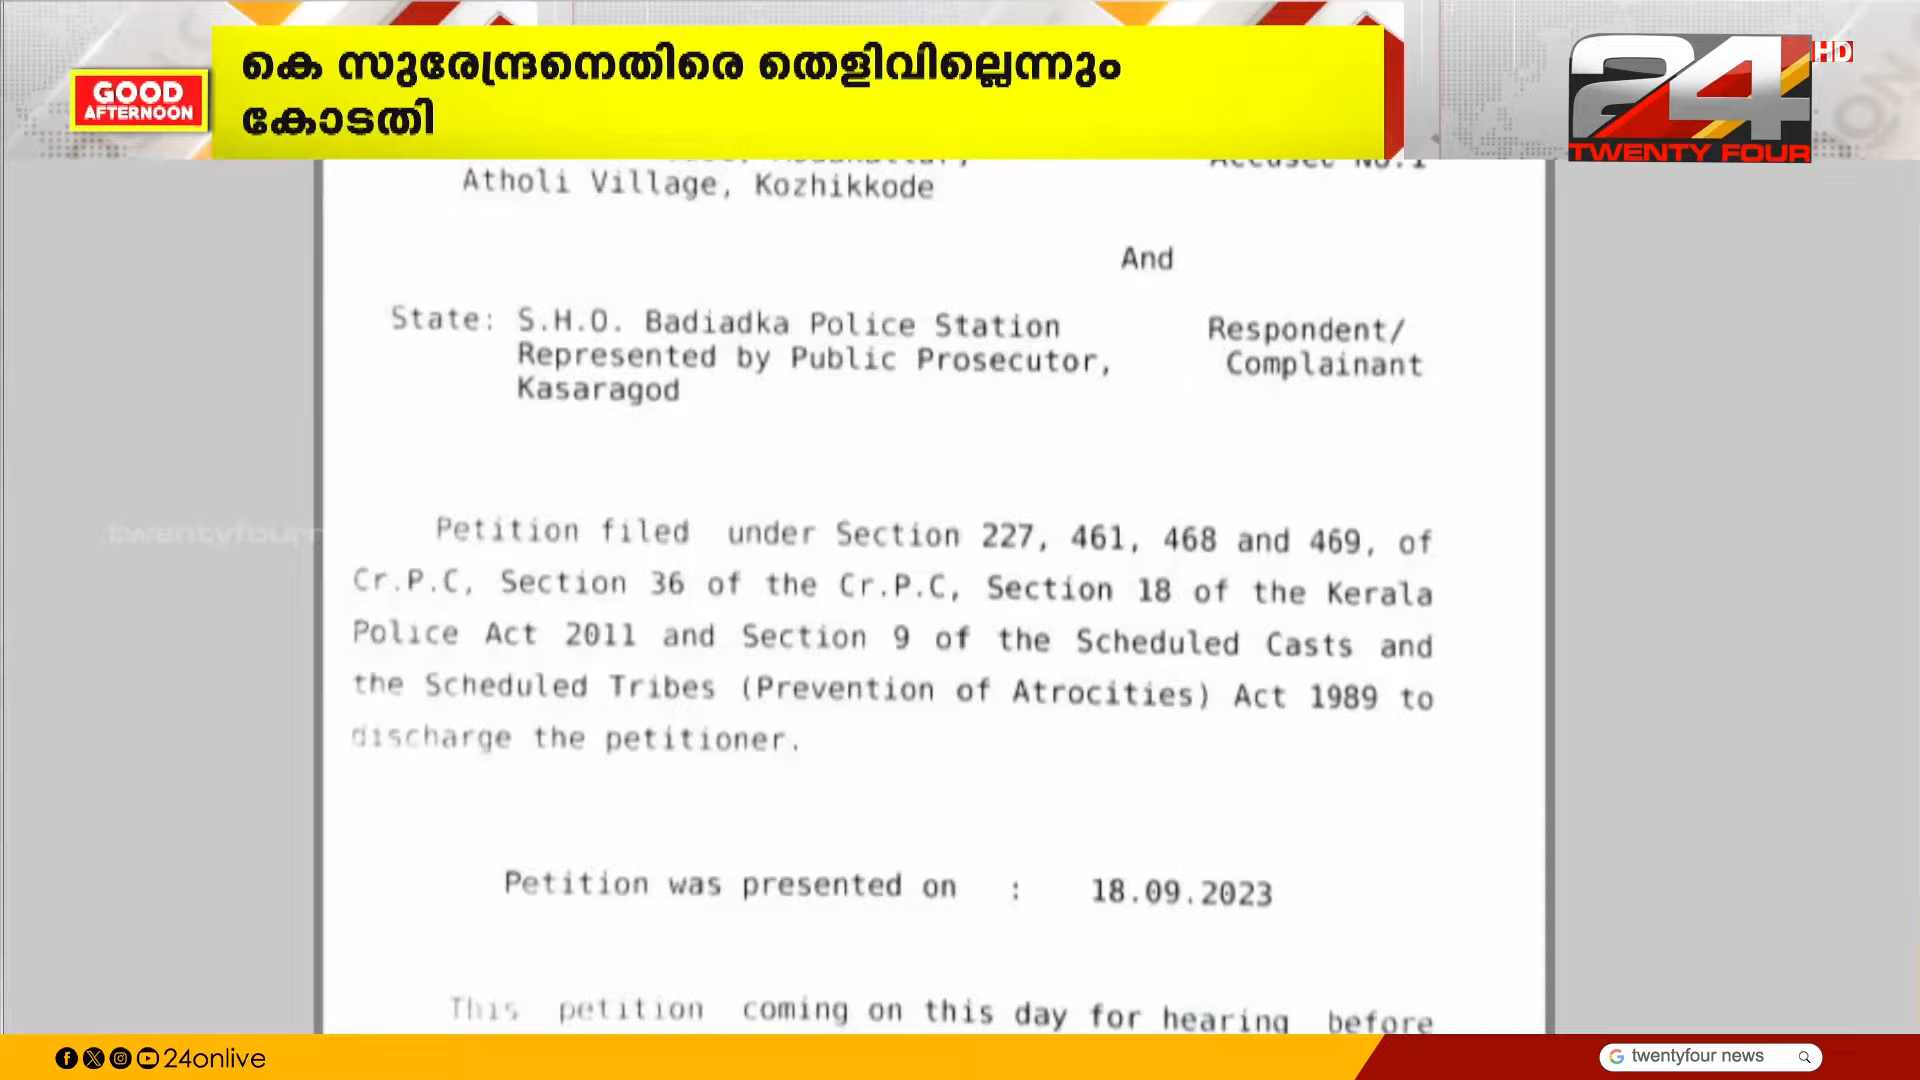 GOOD
AFTERNOON
കെ സുരേന്ദ്രനെതിരെ തെളിവില്ലെന്നും
കോടതി
24
HD
TWENTY FOUR
Accused No.1
Atholi Village, Kozhikkode
And
State: S.H.O. Badiadka Police Station Respondent/
Represented by Public Prosecutor, Complainant
Kasaragod
twentyfour
Petition filed under Section 227, 461, 468 and 469, of
Cr.P.C, Section 36 of the Cr.P.C, Section 18 of the Kerala
Police Act 2011 and Section 9 of the Scheduled Casts and
the Scheduled Tribes (Prevention of Atrocities) Act 1989 to
discharge the petitioner.
Petition was presented on : 18.09.2023
This petition coming on this day for hearing before
24onlive
twentyfour news